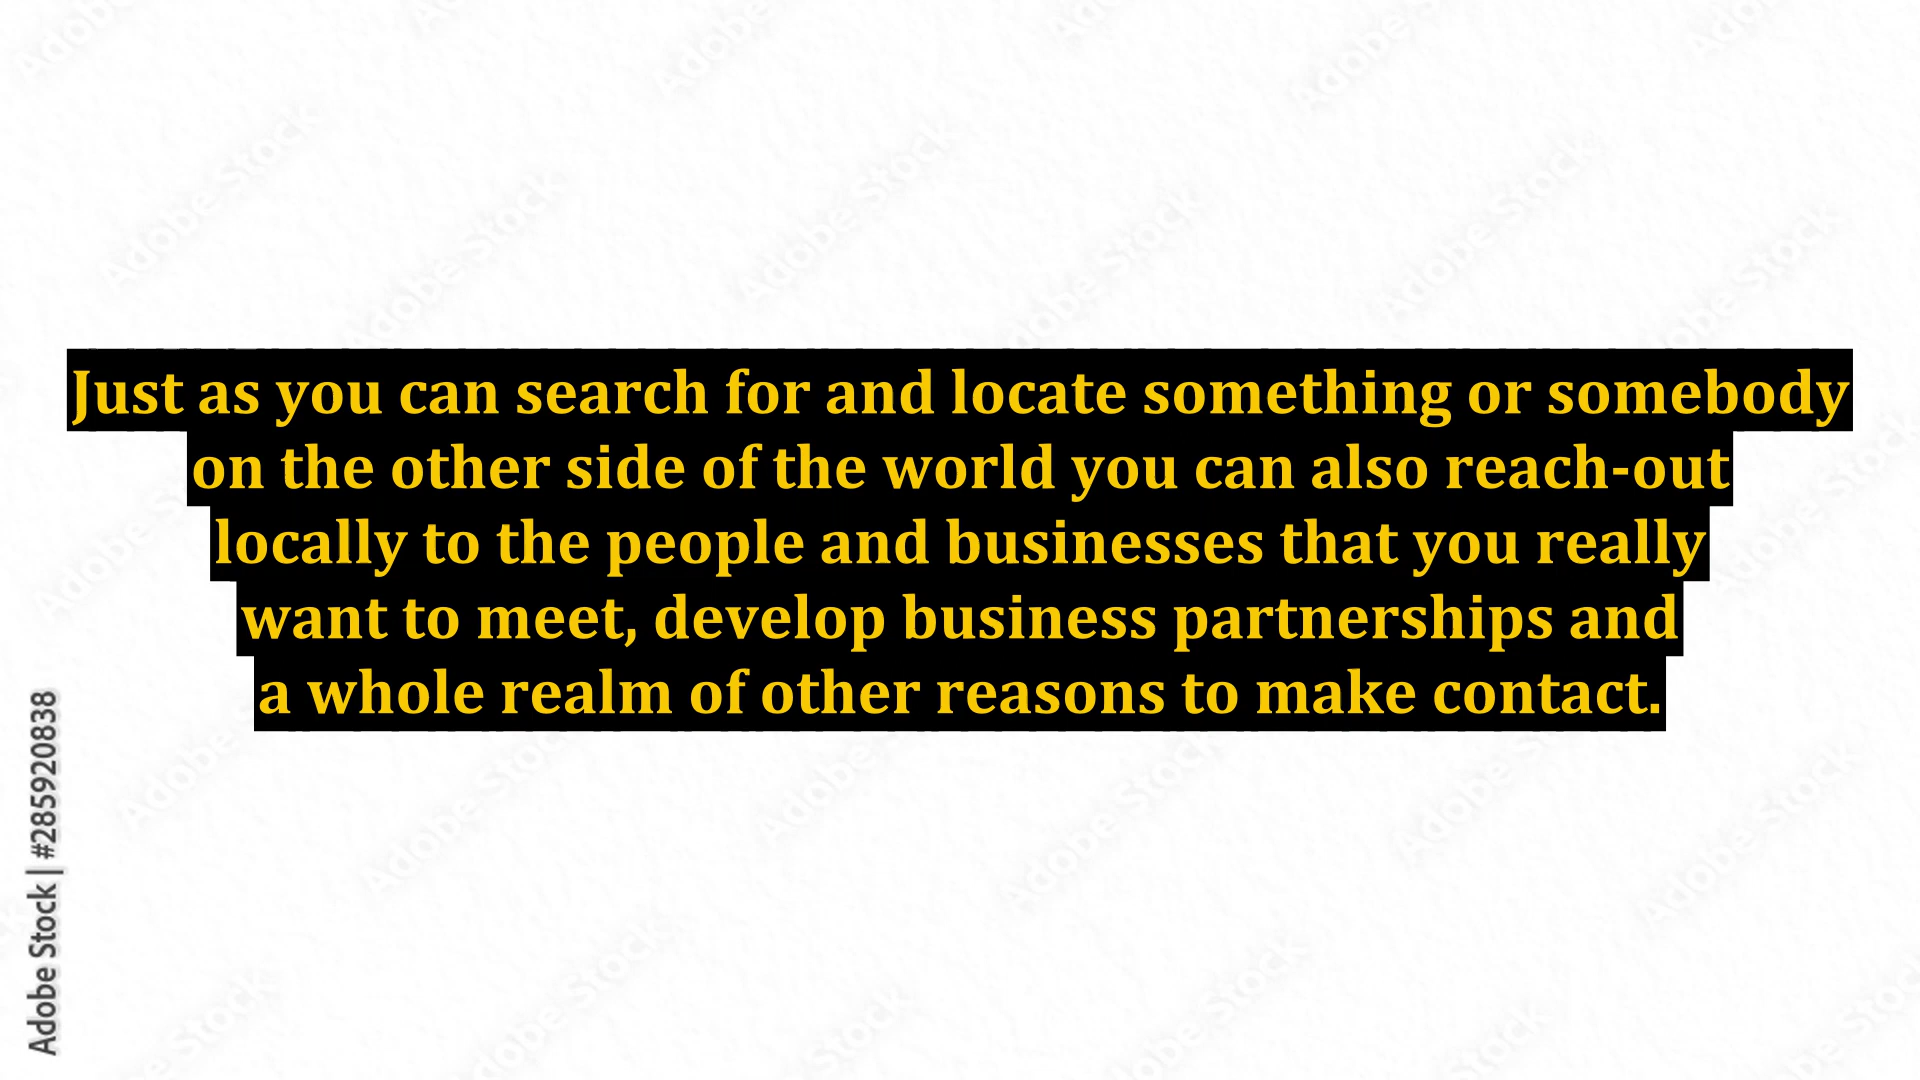 Just as you can search for and locate something or somebody
on the other side of the world you can also reach-out
locally to the people and businesses that you really
want to meet, develop business partnerships and
a whole realm of other reasons to make contact.
Adobe Stock | #285920838
Adobe Stock